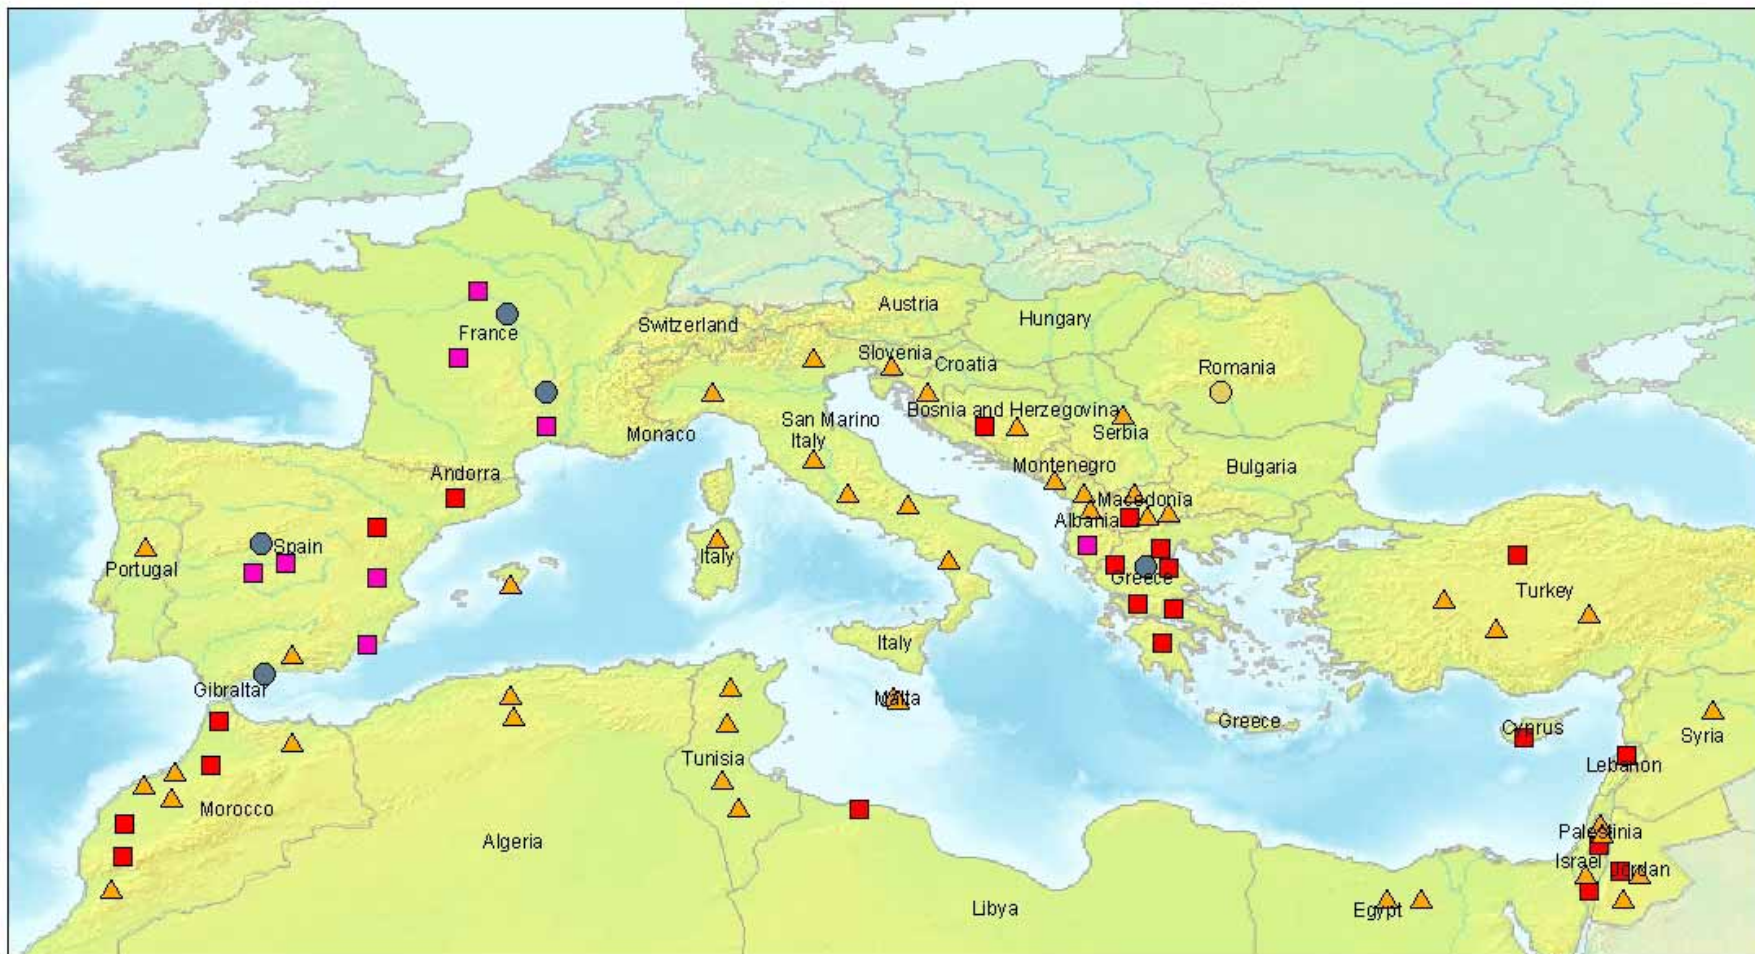 Austria
Hungary
Switzerland
France
Slovenia
Croatia
Romania
Bosnia and Herzegovina
San Marino
Serbia
Monaco
Italy
Montenegro
Bulgaria
Andorra
Macedonia
Albania
Spain
Italy
Portugal
Greece
Turkey
Italy
Gibraltar
Malta
Greece
Cyprus
Syria
Tunisia
Lebanon
Morocco
Palestinia
Algeria
Israel
Jordan
Libya
Egypt